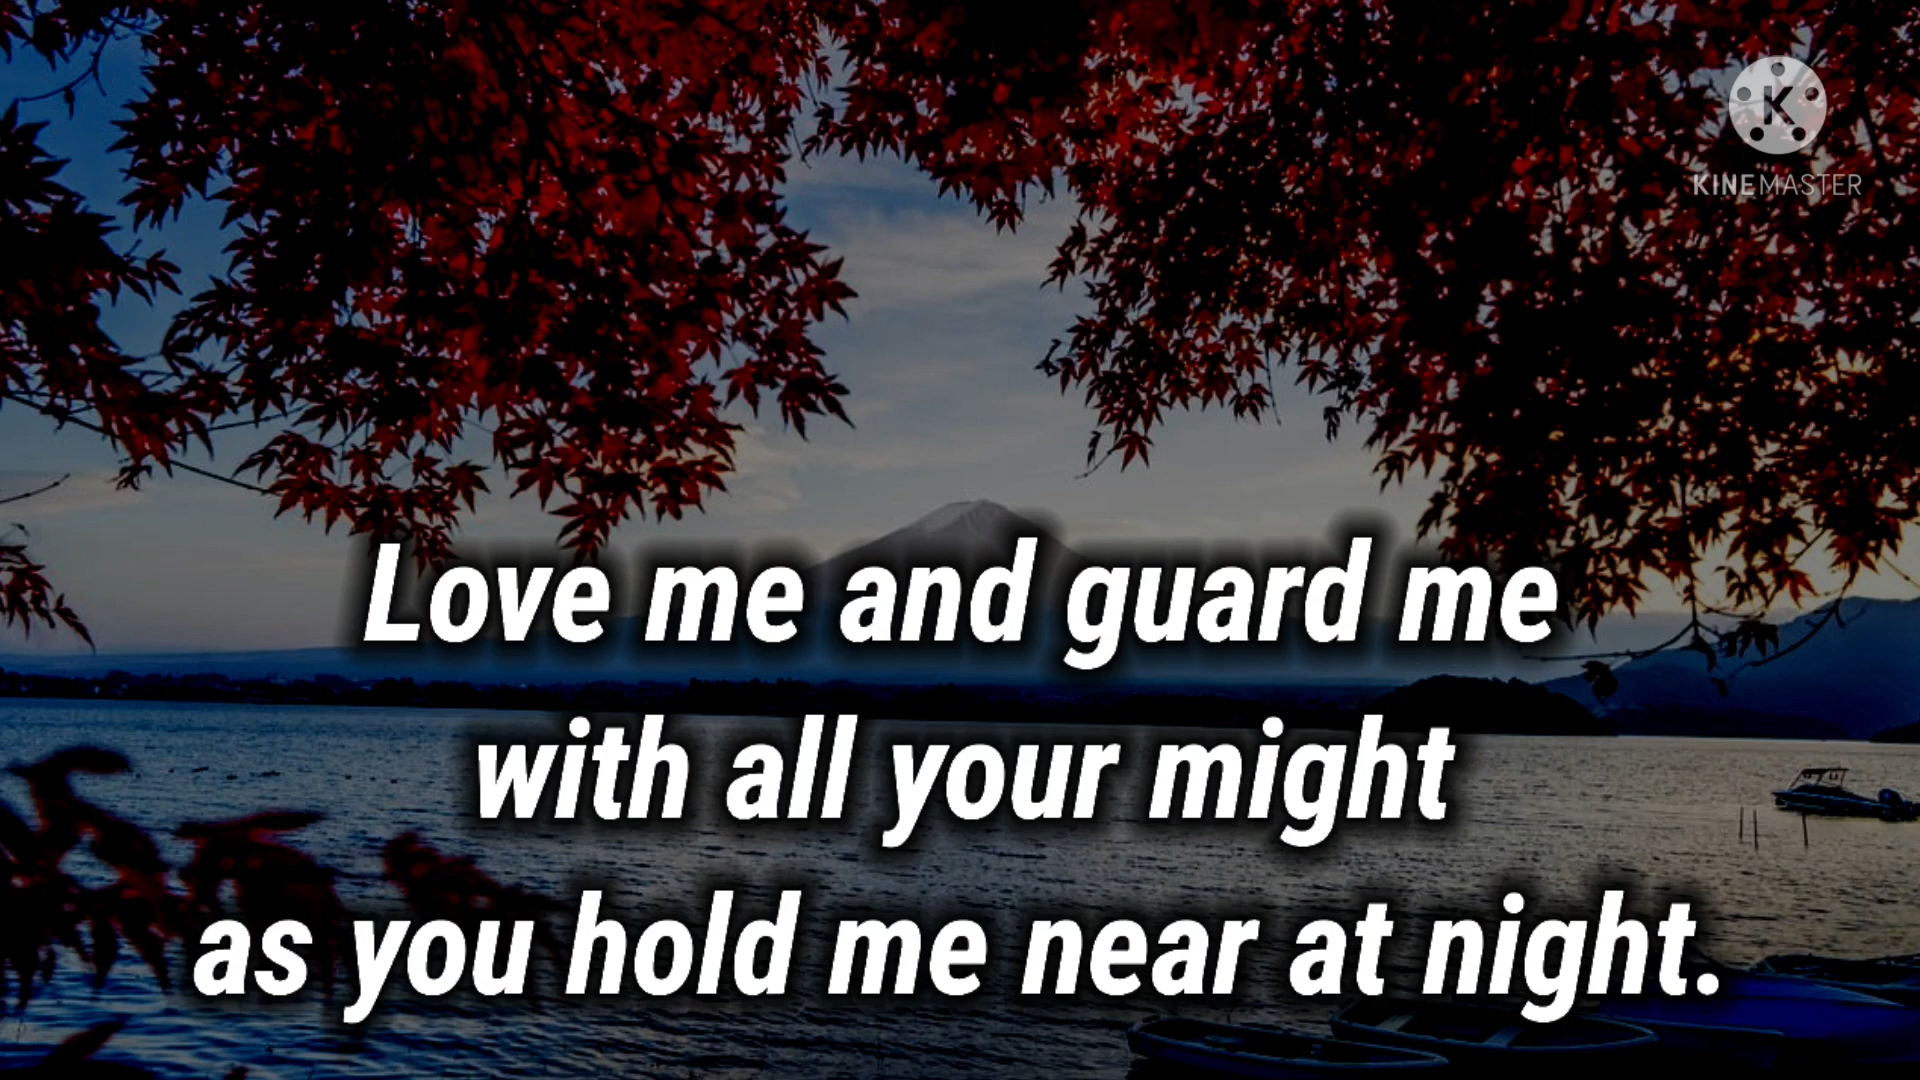 K
KINEMASTER
Love me and guard me
with all your might
as you hold me near at night.